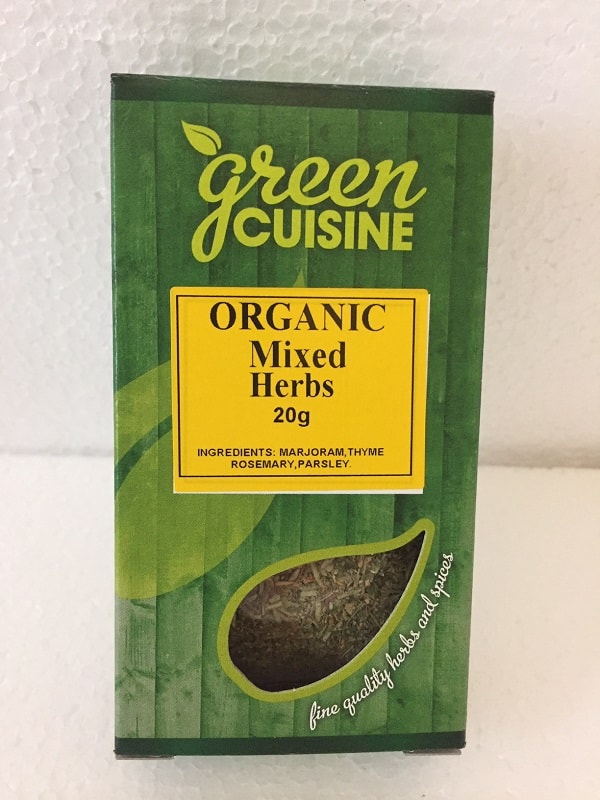 green
CUISINE
ORGANIC
Mixed
Herbs
20g
INGREDIENTS: MARJORAM,THYME
ROSEMARY,PARSLEY.
fine quality herbs and spices